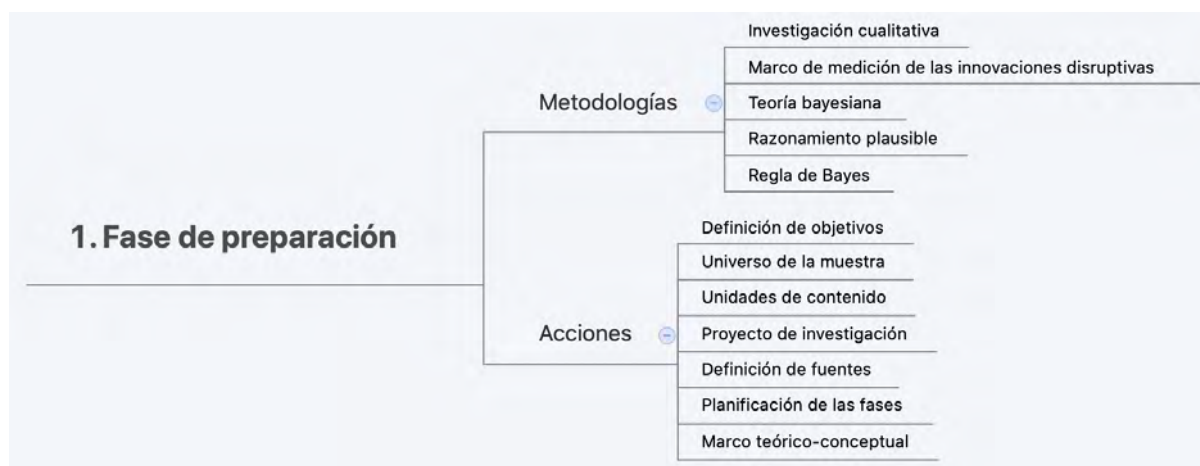 1. Fase de preparación
Metodologías
Investigación cualitativa
Marco de medición de las innovaciones disruptivas
Teoría bayesiana
Razonamiento plausible
Regla de Bayes
Acciones
Definición de objetivos
Universo de la muestra
Unidades de contenido
Proyecto de investigación
Definición de fuentes
Planificación de las fases
Marco teórico-conceptual